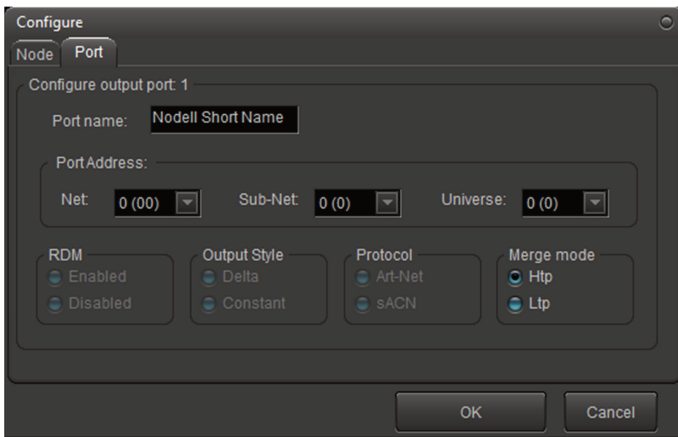 Configure
Node Port
Configure output port: 1
Port name: Nodell Short Name
Port Address:
Net: 0 (00) Sub-Net: 0 (0) Universe: 0 (0)
RDM Output Style Protocol Merge mode
Enabled Delta Art-Net Htp
Disabled Constant sACN Ltp
OK Cancel